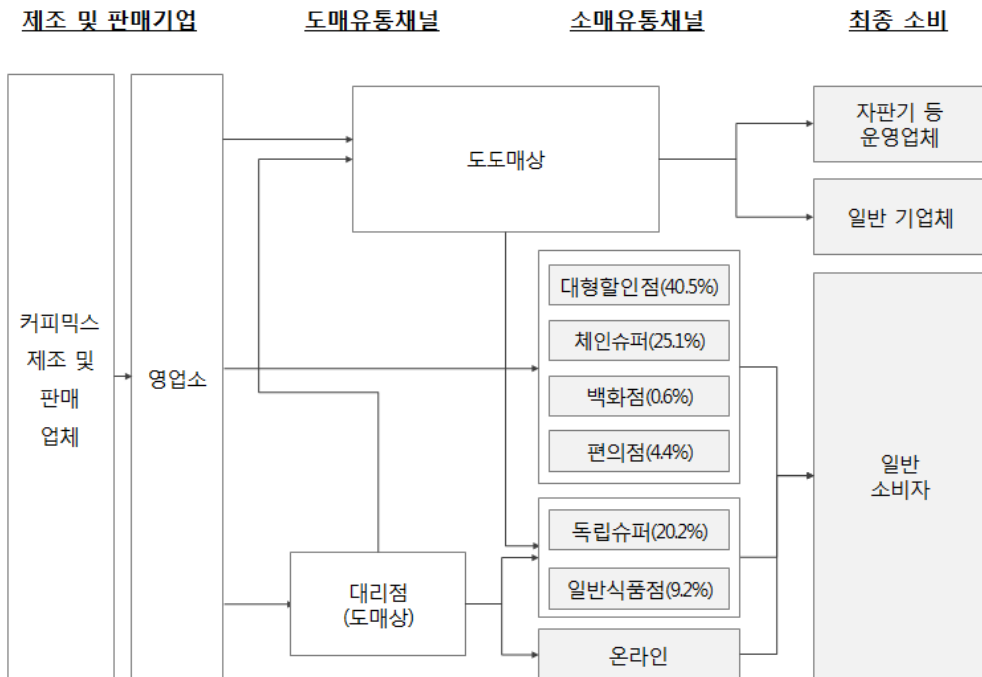 제조 및 판매기업
도매유통채널
소매유통채널
최종 소비
커피믹스
제조 및
판매
업체
영업소
도도매상
대리점
(도매상)
대형할인점(40.5%)
체인슈퍼(25.1%)
백화점(0.6%)
편의점(4.4%)
독립슈퍼(20.2%)
일반식품점(9.2%)
온라인
자판기 등
운영업체
일반 기업체
일반
소비자